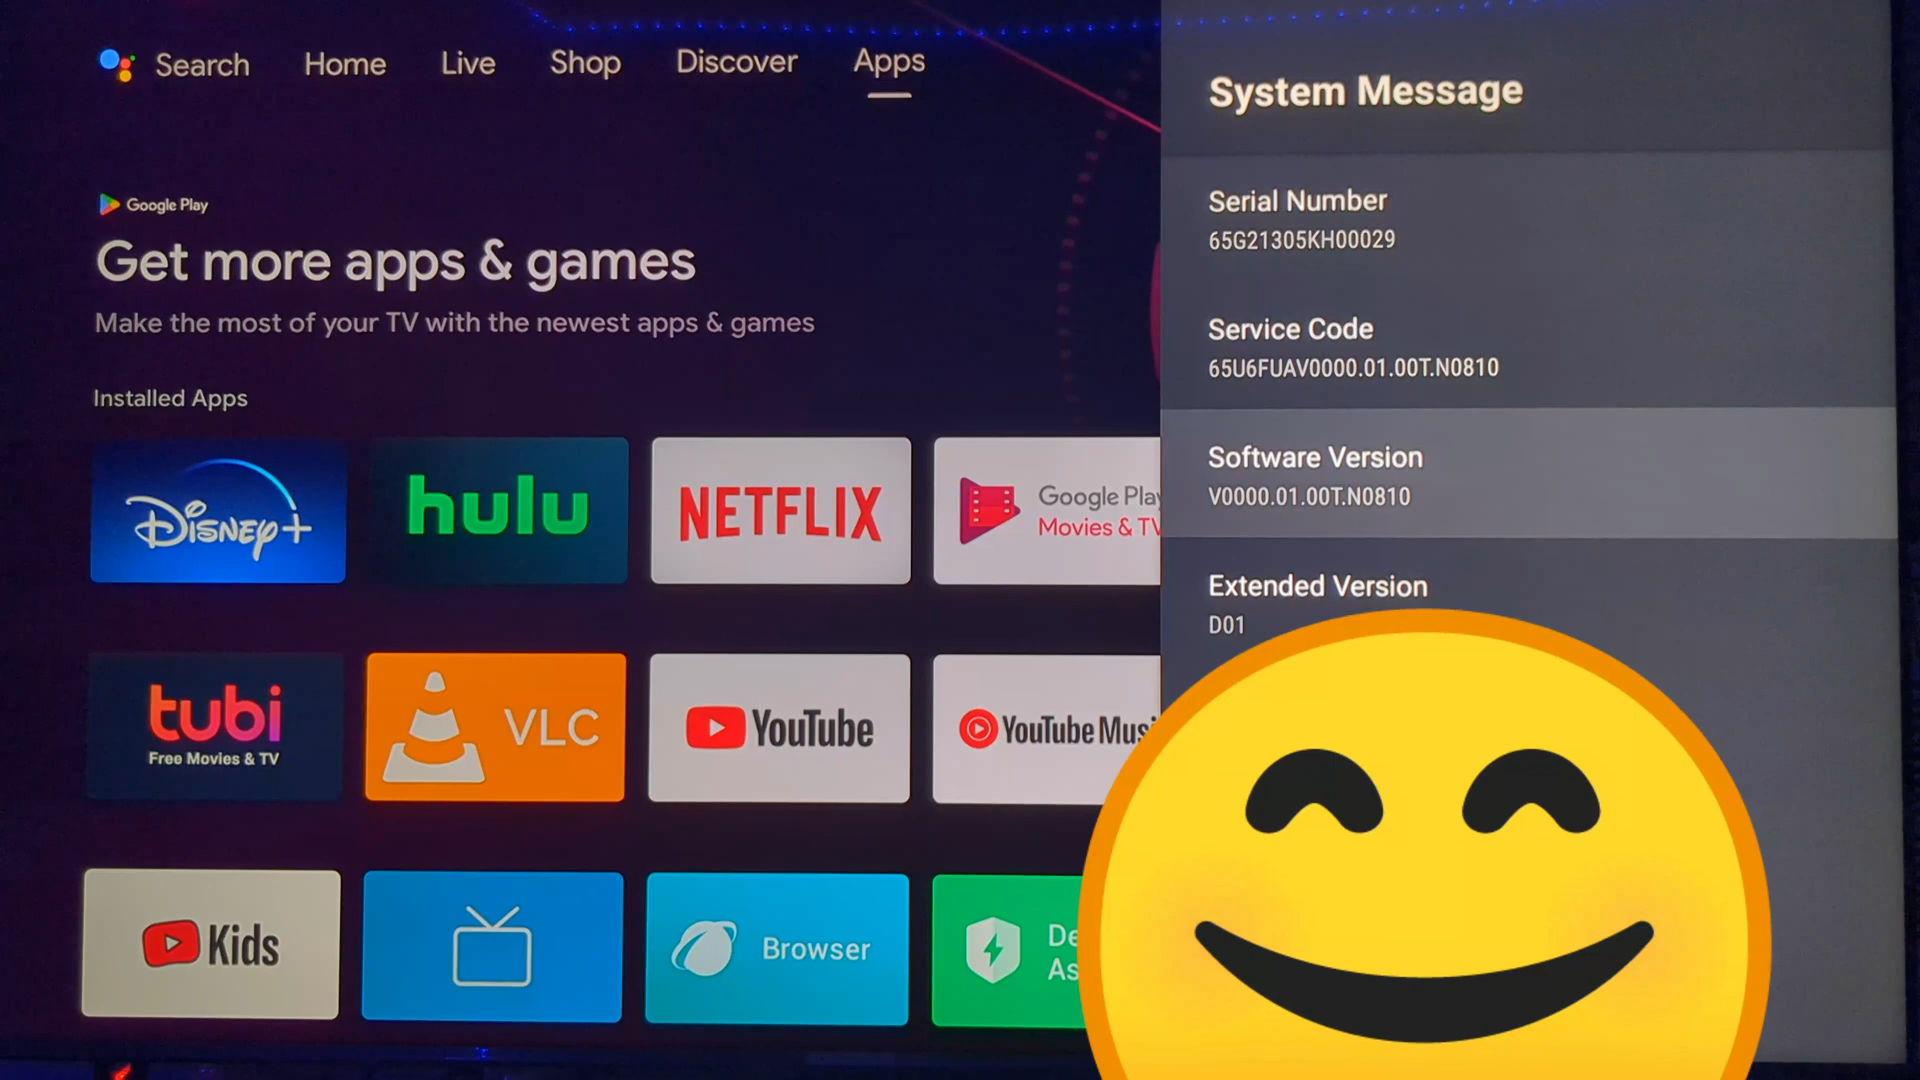 Search Home Live Shop Discover Apps
Google Play
Get more apps & games
Make the most of your TV with the newest apps & games
Installed Apps
Disney+
hulu
NETFLIX
Google Play
Movies & TV
tubi
Free Movies & TV
VLC
YouTube
YouTube Musi
Kids
Browser
De
As
System Message
Serial Number
65G21305KH00029
Service Code
65U6FUAV0000.01.00T.N0810
Software Version
V0000.01.00T.N0810
Extended Version
D01